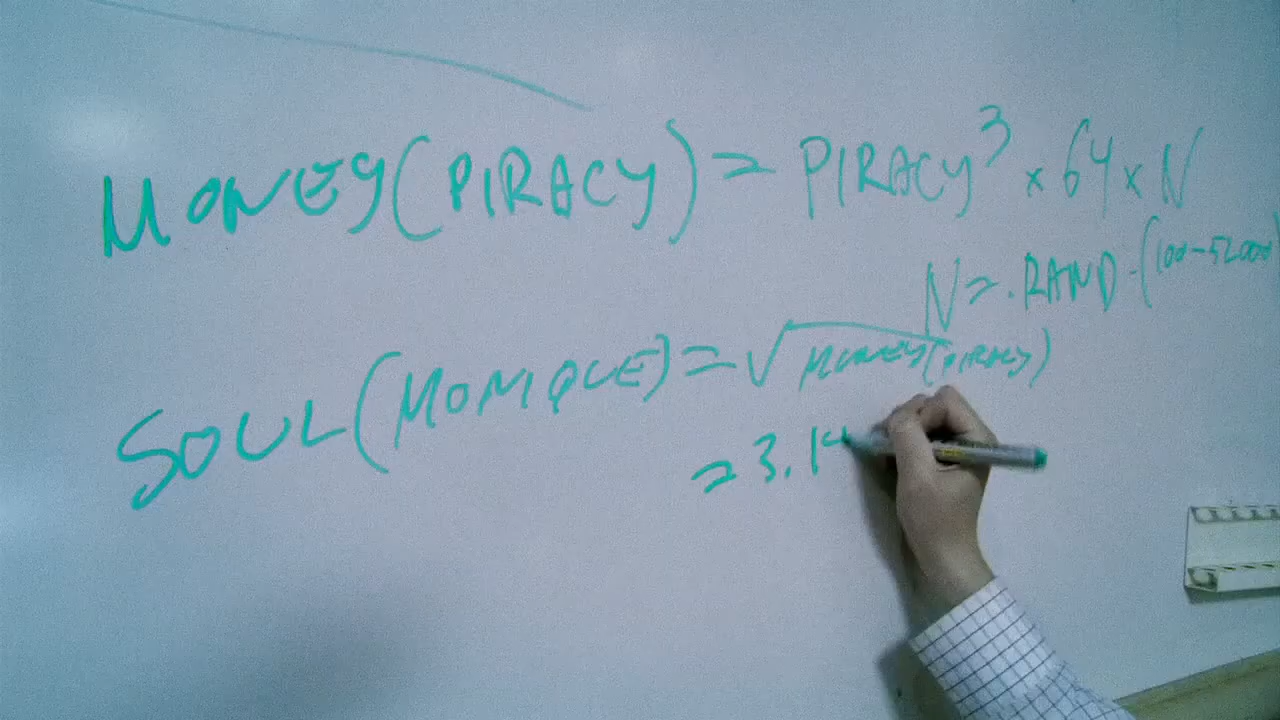 MONEY(PIRACY) = PIRACY³ × 64 × N
N = .RAND-(100-52000)
SOUL(MONIQUE) = √MONEY(PIRACY)
= 3.14